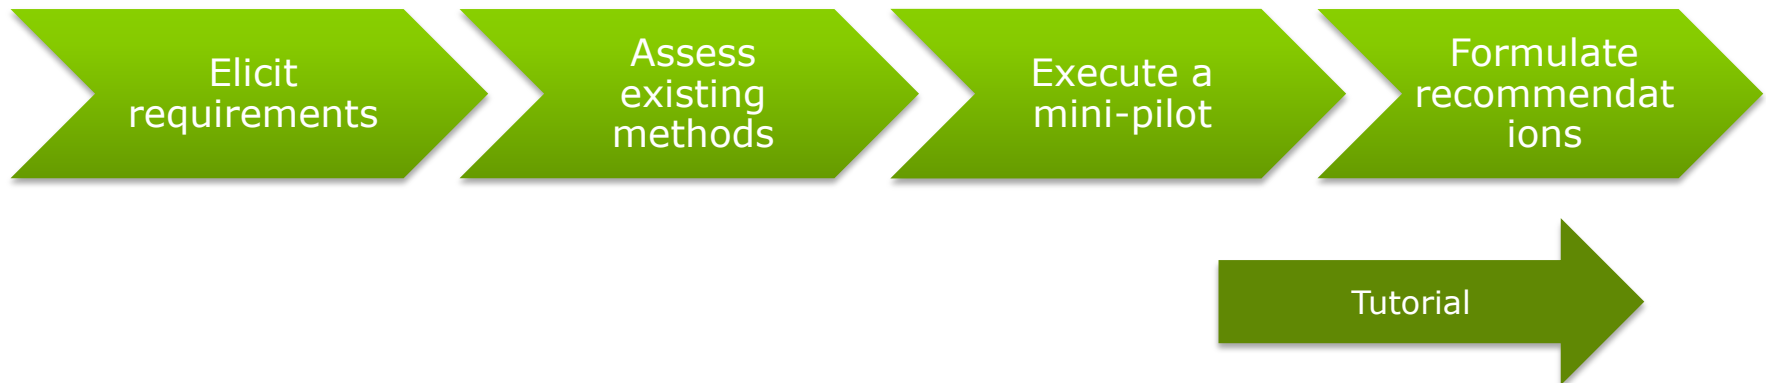 Elicit
requirements
Assess
existing
methods
Execute a
mini-pilot
Formulate
recommendat
ions
Tutorial